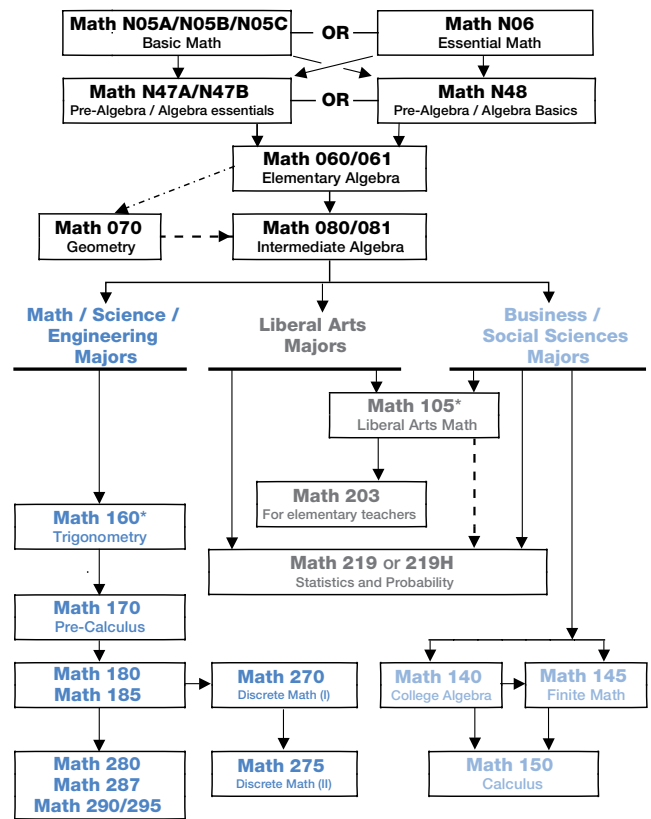 Math N05A/N05B/N05C
Basic Math
OR
Math N06
Essential Math
Math N47A/N47B
Pre-Algebra / Algebra essentials
OR
Math N48
Pre-Algebra / Algebra Basics
Math 060/061
Elementary Algebra
Math 070
Geometry
Math 080/081
Intermediate Algebra
Math / Science /
Engineering
Majors
Liberal Arts
Majors
Business /
Social Sciences
Majors
Math 105*
Liberal Arts Math
Math 203
For elementary teachers
Math 160*
Trigonometry
Math 219 or 219H
Statistics and Probability
Math 170
Pre-Calculus
Math 180
Math 185
Math 270
Discrete Math (I)
Math 140
College Algebra
Math 145
Finite Math
Math 280
Math 287
Math 290/295
Math 275
Discrete Math (II)
Math 150
Calculus